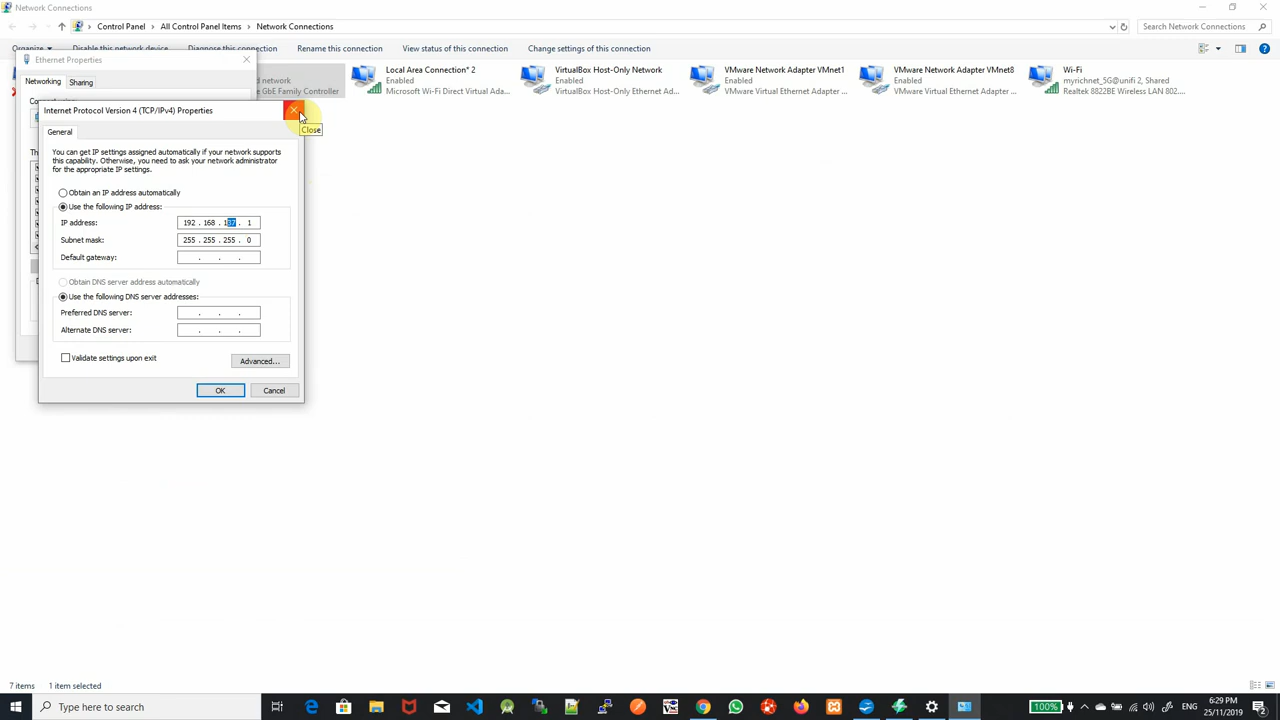 Network Connections
Control Panel > All Control Panel Items > Network Connections
Search Network Connections
Organize Disable this network device Diagnose this connection Rename this connection View status of this connection Change settings of this connection
Ethernet Properties
Networking Sharing
network
GbE Family Controller
Local Area Connection* 2
Enabled
Microsoft Wi-Fi Direct Virtual Ada...
VirtualBox Host-Only Network
Enabled
VirtualBox Host-Only Ethernet Ad...
VMware Network Adapter VMnet1
Enabled
VMware Virtual Ethernet Adapter ...
VMware Network Adapter VMnet8
Enabled
VMware Virtual Ethernet Adapter ...
Wi-Fi
myrichnet_5G@unifi 2, Shared
Realtek 8822BE Wireless LAN 802....
Internet Protocol Version 4 (TCP/IPv4) Properties
Close
General
You can get IP settings assigned automatically if your network supports
this capability. Otherwise, you need to ask your network administrator
for the appropriate IP settings.
Obtain an IP address automatically
Use the following IP address:
IP address: 192 . 168 . 137 . 1
Subnet mask: 255 . 255 . 255 . 0
Default gateway: . . .
Obtain DNS server address automatically
Use the following DNS server addresses:
Preferred DNS server: . . .
Alternate DNS server: . . .
Validate settings upon exit
Advanced...
OK Cancel
7 items 1 item selected
Type here to search
100%
ENG
6:29 PM
25/11/2019
2